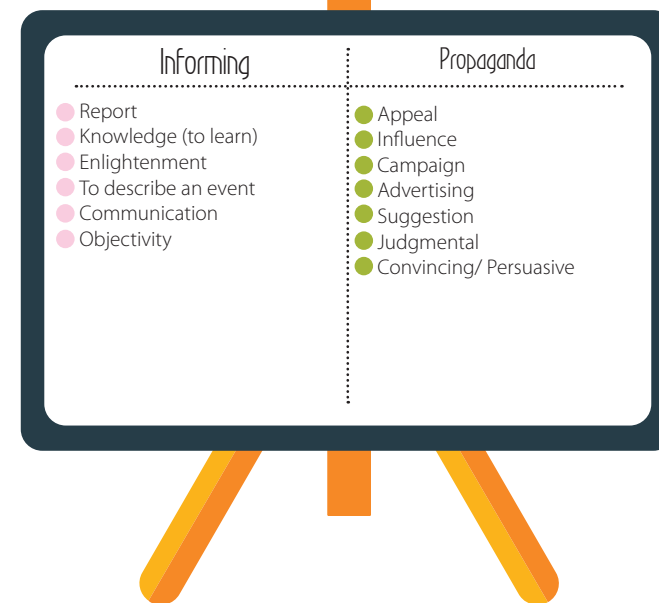 Informing
Report
Knowledge (to learn)
Enlightenment
To describe an event
Communication
Objectivity
Propaganda
Appeal
Influence
Campaign
Advertising
Suggestion
Judgmental
Convincing/ Persuasive